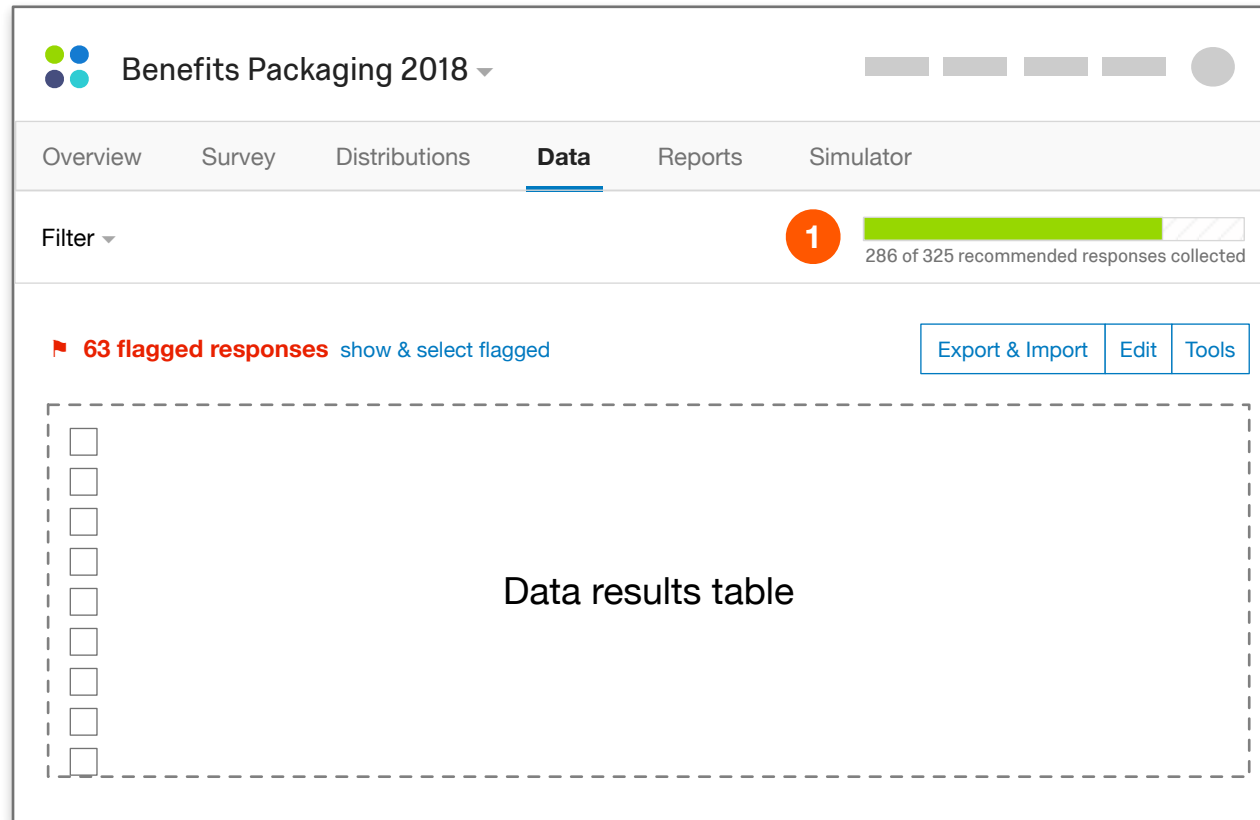 Benefits Packaging 2018
Overview Survey Distributions Data Reports Simulator
Filter
1
286 of 325 recommended responses collected
63 flagged responses show & select flagged
Export & Import Edit Tools
Data results table